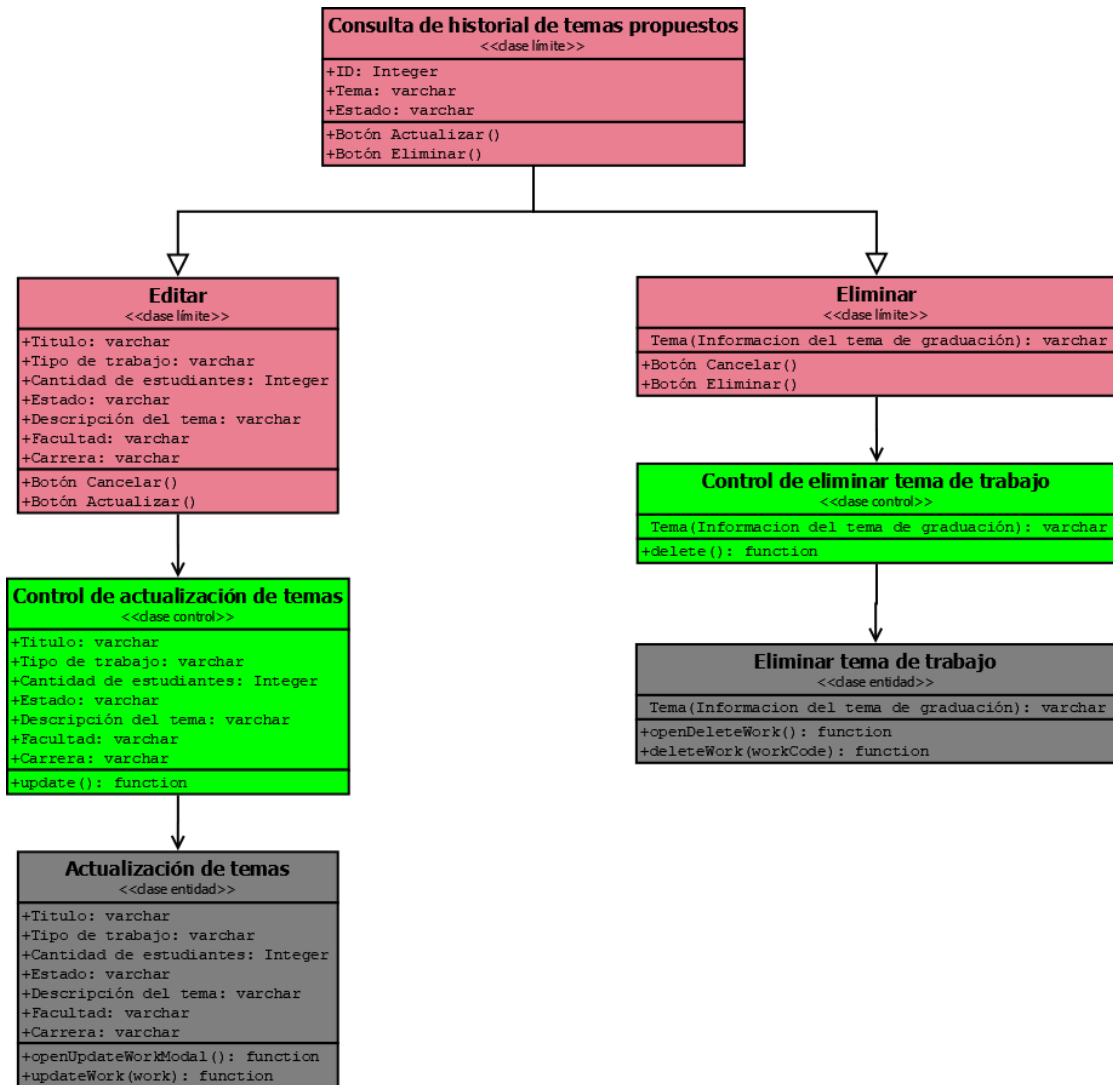 Consulta de historial de temas propuestos
<<clase límite>>
+ID: Integer
+Tema: varchar
+Estado: varchar
+Botón Actualizar()
+Botón Eliminar()
Editar
<<clase límite>>
+Titulo: varchar
+Tipo de trabajo: varchar
+Cantidad de estudiantes: Integer
+Estado: varchar
+Descripción del tema: varchar
+Facultad: varchar
+Carrera: varchar
+Botón Cancelar()
+Botón Actualizar()
Eliminar
<<clase límite>>
Tema(Informacion del tema de graduación): varchar
+Botón Cancelar()
+Botón Eliminar()
Control de eliminar tema de trabajo
<<clase control>>
Tema(Informacion del tema de graduación): varchar
+delete(): function
Control de actualización de temas
<<clase control>>
+Titulo: varchar
+Tipo de trabajo: varchar
+Cantidad de estudiantes: Integer
+Estado: varchar
+Descripción del tema: varchar
+Facultad: varchar
+Carrera: varchar
+update(): function
Eliminar tema de trabajo
<<clase entidad>>
Tema(Informacion del tema de graduación): varchar
+openDeleteWork(): function
+deleteWork(workCode): function
Actualización de temas
<<clase entidad>>
+Titulo: varchar
+Tipo de trabajo: varchar
+Cantidad de estudiantes: Integer
+Estado: varchar
+Descripción del tema: varchar
+Facultad: varchar
+Carrera: varchar
+openUpdateWorkModal(): function
+updateWork(work): function